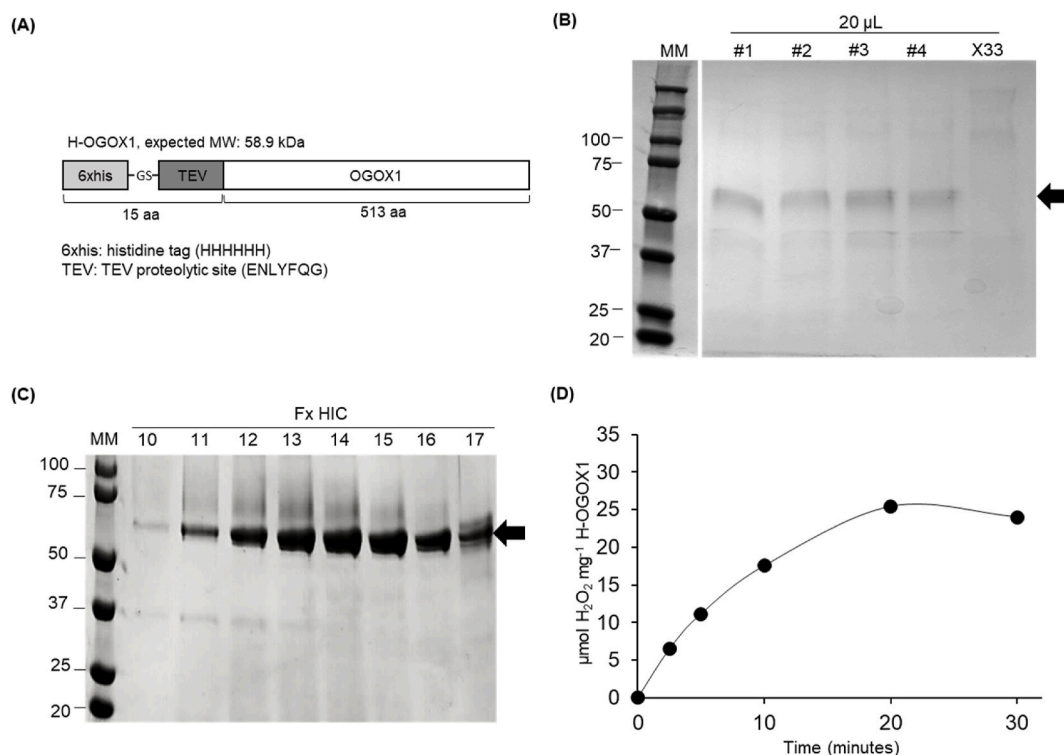 (A)
H-OGOX1, expected MW: 58.9 kDa
6xhis -GS- TEV OGOX1
15 aa 513 aa
6xhis: histidine tag (HHHHHH)
TEV: TEV proteolytic site (ENLYFQG)
(B)
20 µL
MM #1 #2 #3 #4 X33
100
75
50
37
25
20
(C)
Fx HIC
MM 10 11 12 13 14 15 16 17
100
75
50
37
25
20
(D)
µmol H₂O₂ mg⁻¹ H-OGOX1
35
30
25
20
15
10
5
0
0 10 20 30
Time (minutes)